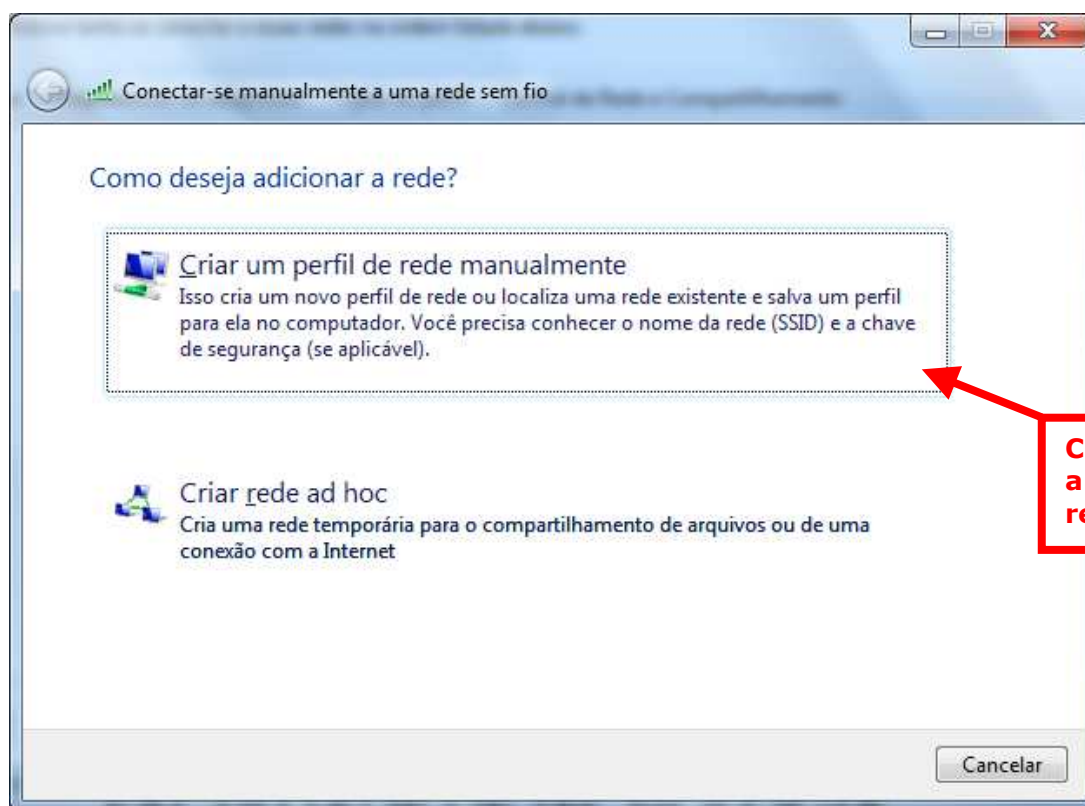 Conectar-se manualmente a uma rede sem fio
Como deseja adicionar a rede?
Criar um perfil de rede manualmente
Isso cria um novo perfil de rede ou localiza uma rede existente e salva um perfil
para ela no computador. Você precisa conhecer o nome da rede (SSID) e a chave
de segurança (se aplicável).
Criar rede ad hoc
Cria uma rede temporária para o compartilhamento de arquivos ou de uma
conexão com a Internet
Cancelar